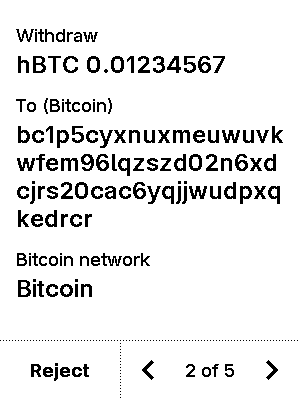 Withdraw
hBTC 0.01234567
To (Bitcoin)
bc1p5cyxnuxmeuwuvk
wfem96lqzszd02n6xd
cjrs20cac6yqjjwudpxq
kedrcr
Bitcoin network
Bitcoin
Reject
2 of 5